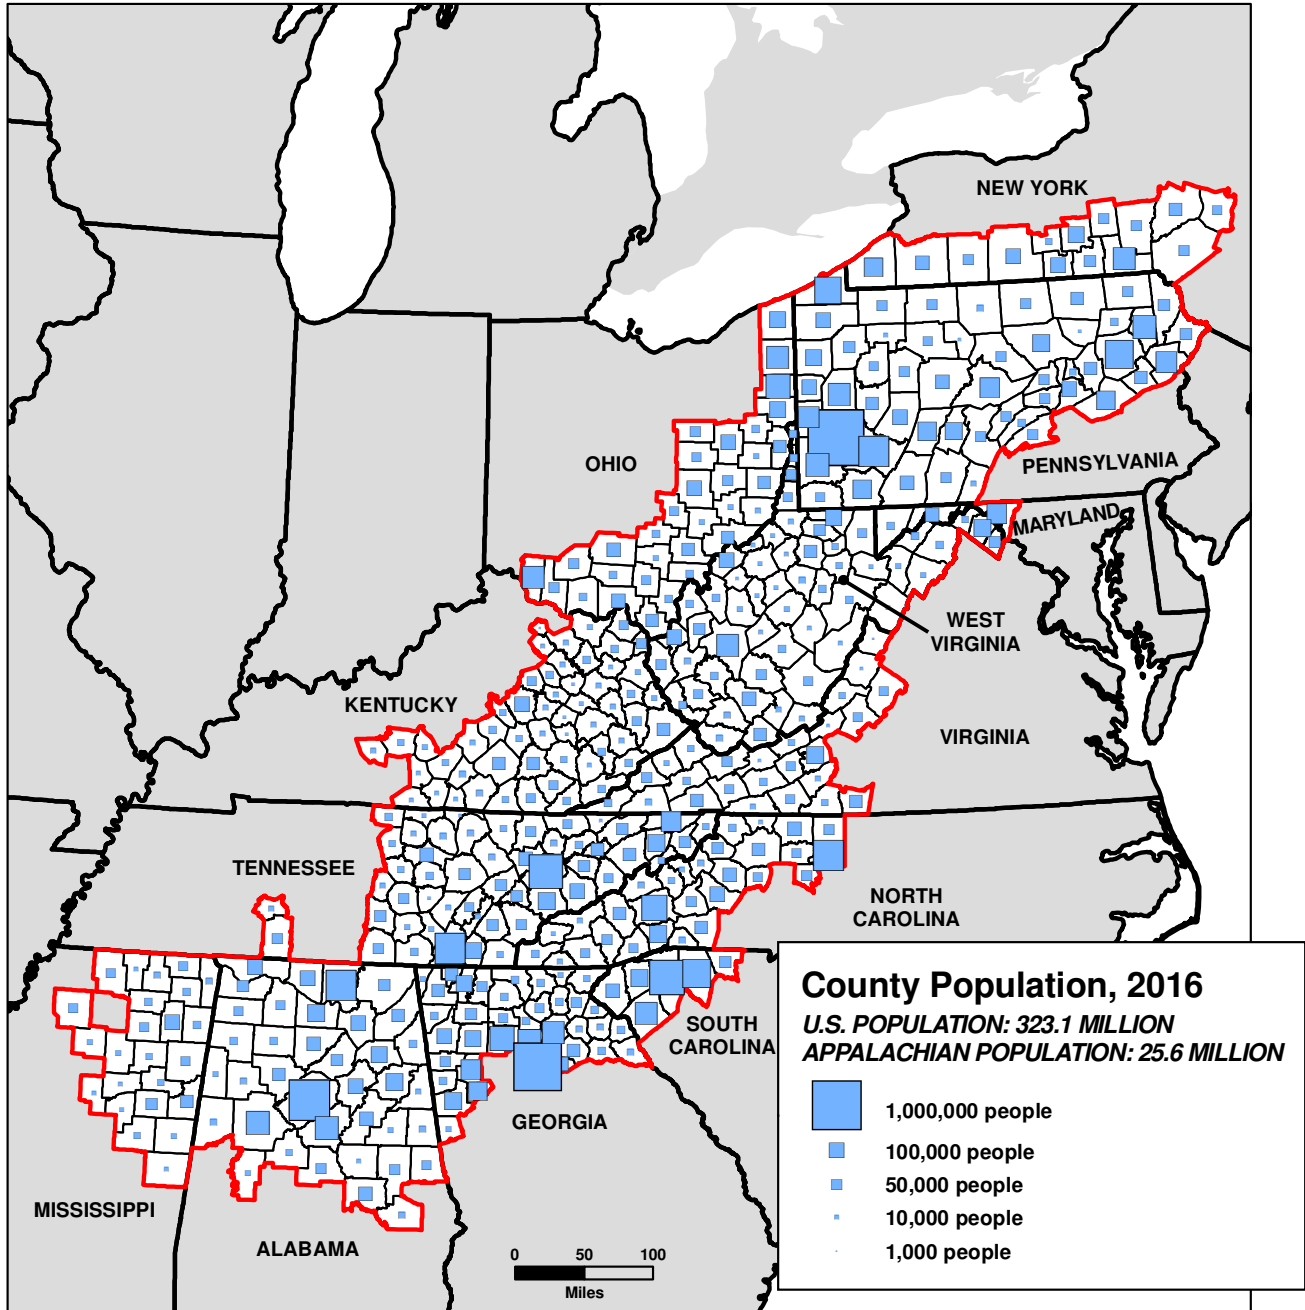 NEW YORK
OHIO
PENNSYLVANIA
MARYLAND
WEST
VIRGINIA
KENTUCKY
VIRGINIA
TENNESSEE
NORTH
CAROLINA
SOUTH
CAROLINA
GEORGIA
MISSISSIPPI
ALABAMA
0 50 100
Miles
County Population, 2016
U.S. POPULATION: 323.1 MILLION
APPALACHIAN POPULATION: 25.6 MILLION
1,000,000 people
100,000 people
50,000 people
10,000 people
1,000 people